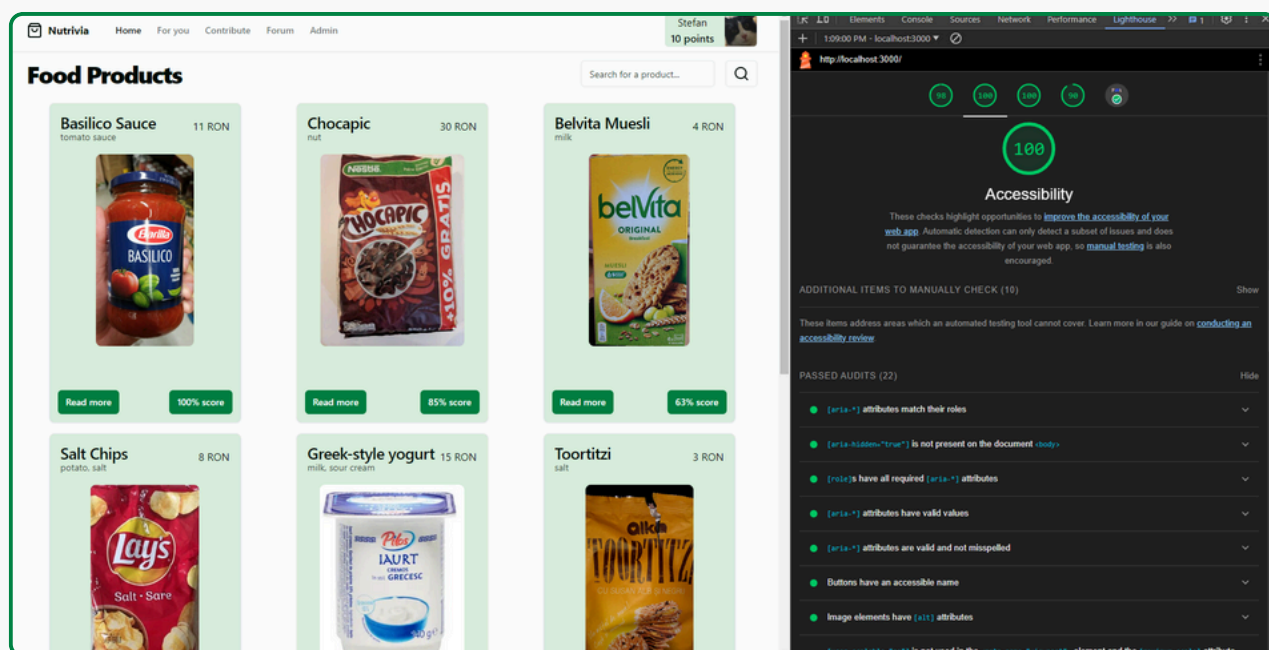 Nutrivia
Home
For you
Contribute
Forum
Admin
Stefan
10 points
Food Products
Search for a product...
Basilico Sauce
11 RON
tomato sauce
Barilla
BASILICO
Read more
100% score
Chocapic
30 RON
nut
Nestlé
CHOCAPIC
+10% GRATIS
Read more
85% score
Belvita Muesli
4 RON
milk
belVita
ORIGINAL
Breakfast
MUESLI
Read more
63% score
Salt Chips
8 RON
potato, salt
Lay's
Salt · Sare
Greek-style yogurt
15 RON
milk, sour cream
Pilos
IAURT
CREMOS
GRECESC
Toortitzi
3 RON
salt
alka
TOORTITZI
Elements
Console
Sources
Network
Performance
Lighthouse
1
1:09:00 PM - localhost:3000
http://localhost:3000/
98
100
100
90
100
Accessibility
These checks highlight opportunities to improve the accessibility of your
web app. Automatic detection can only detect a subset of issues and does
not guarantee the accessibility of your web app, so manual testing is also
encouraged.
ADDITIONAL ITEMS TO MANUALLY CHECK (10)
Show
These items address areas which an automated testing tool cannot cover. Learn more in our guide on conducting an
accessibility review.
PASSED AUDITS (22)
Hide
[aria-*] attributes match their roles
[aria-hidden="true"] is not present on the document <body>
[role]s have all required [aria-*] attributes
[aria-*] attributes have valid values
[aria-*] attributes are valid and not misspelled
Buttons have an accessible name
Image elements have [alt] attributes